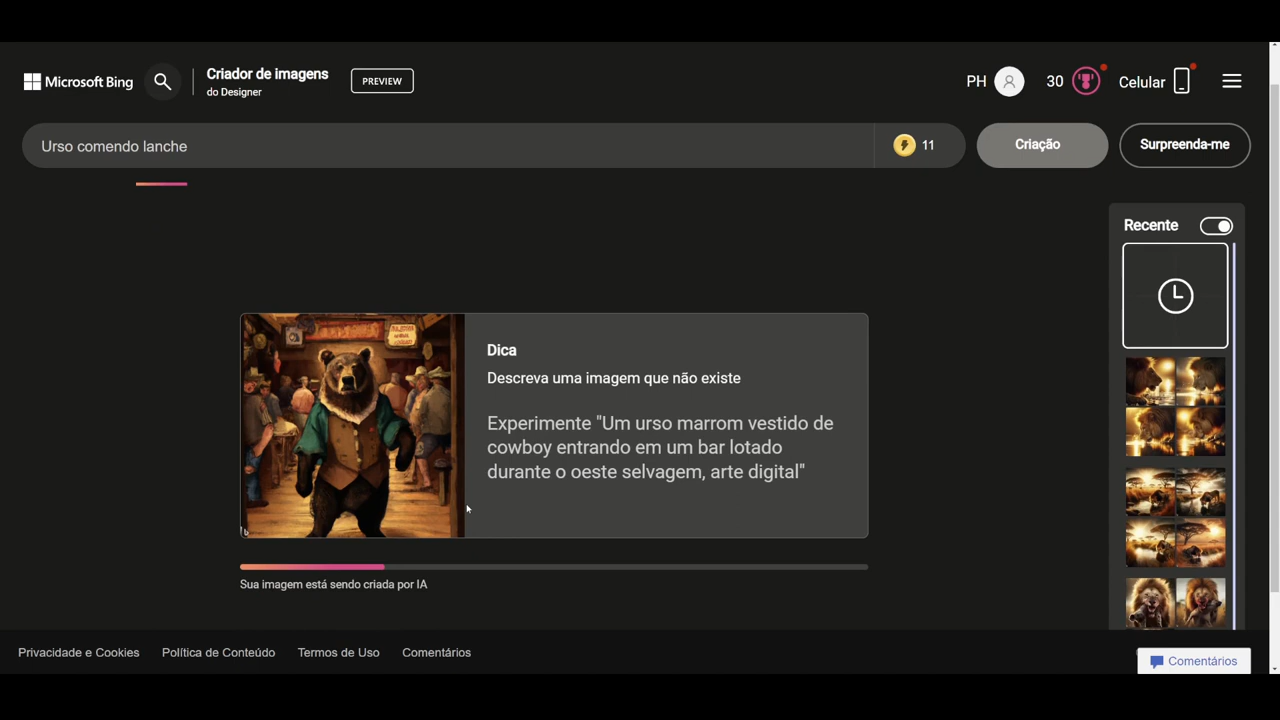 Microsoft Bing
Criador de imagens
do Designer
PREVIEW
PH
30
Celular
Urso comendo lanche
11
Criação
Surpreenda-me
Recente
Dica
Descreva uma imagem que não existe
Experimente "Um urso marrom vestido de
cowboy entrando em um bar lotado
durante o oeste selvagem, arte digital"
Sua imagem está sendo criada por IA
Privacidade e Cookies
Política de Conteúdo
Termos de Uso
Comentários
Comentários